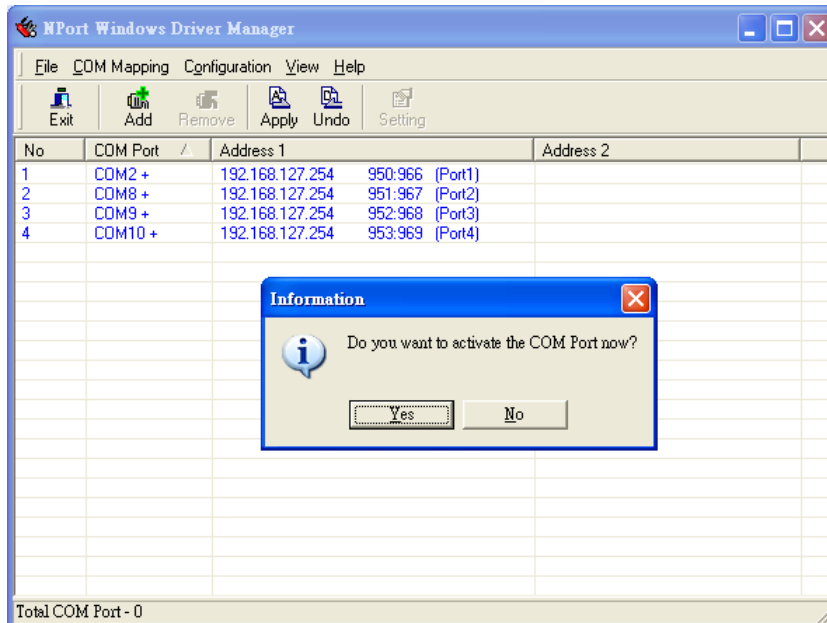 NPort Windows Driver Manager
File COM Mapping Configuration View Help
Exit Add Remove Apply Undo Setting
No COM Port Address 1 Address 2
1 COM2 + 192.168.127.254 950:966 (Port1)
2 COM8 + 192.168.127.254 951:967 (Port2)
3 COM9 + 192.168.127.254 952:968 (Port3)
4 COM10 + 192.168.127.254 953:969 (Port4)
Information
Do you want to activate the COM Port now?
Yes No
Total COM Port - 0